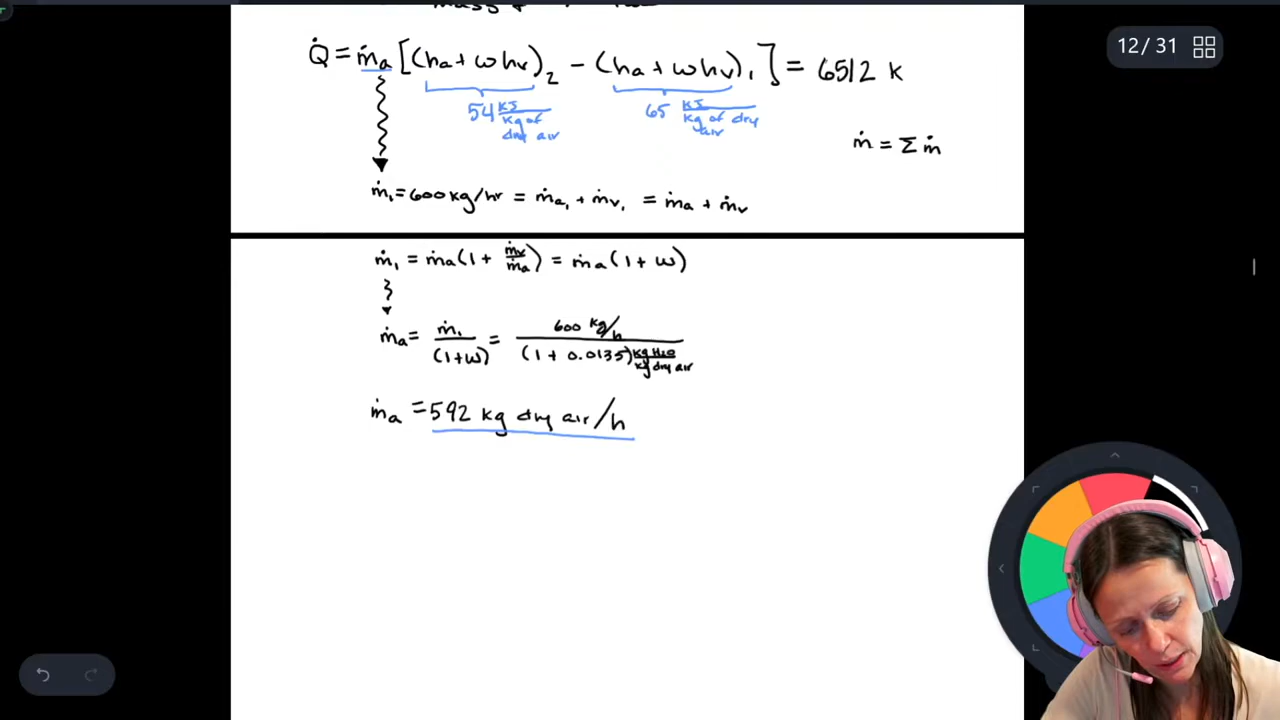 12/31
Q̇ = ṁa [(ha + ωhv)2 − (ha + ωhv)1] = 6512 k
54 KJ/kg of dry air 65 KJ/kg of dry air
ṁ = Σṁ
ṁ1 = 600 kg/hr = ṁa1 + ṁv1 = ṁa + ṁv
ṁ1 = ṁa(1 + ṁv/ṁa) = ṁa(1 + ω)
ṁa = ṁ1/(1+ω) = 600 kg/h / (1 + 0.0135) kg H2O/kg dry air
ṁa = 592 kg dry air/h